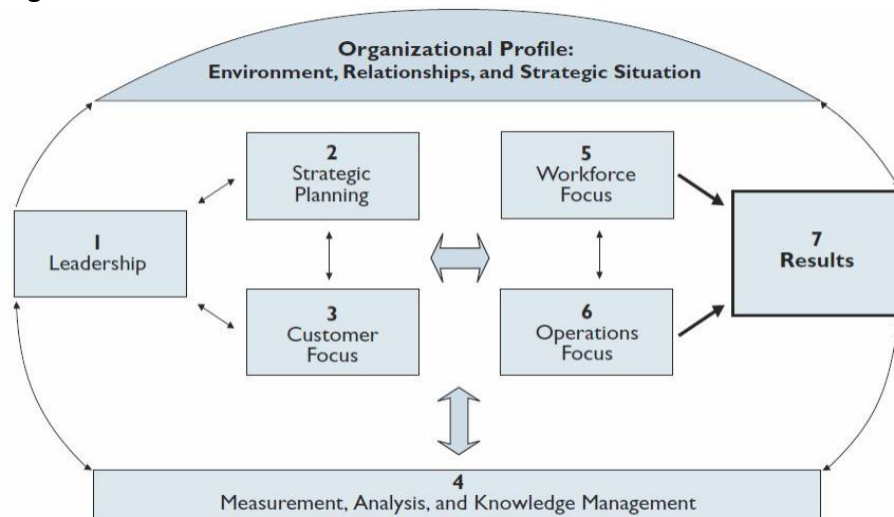 Organizational Profile:
Environment, Relationships, and Strategic Situation
2
Strategic
Planning
5
Workforce
Focus
1
Leadership
7
Results
3
Customer
Focus
6
Operations
Focus
4
Measurement, Analysis, and Knowledge Management